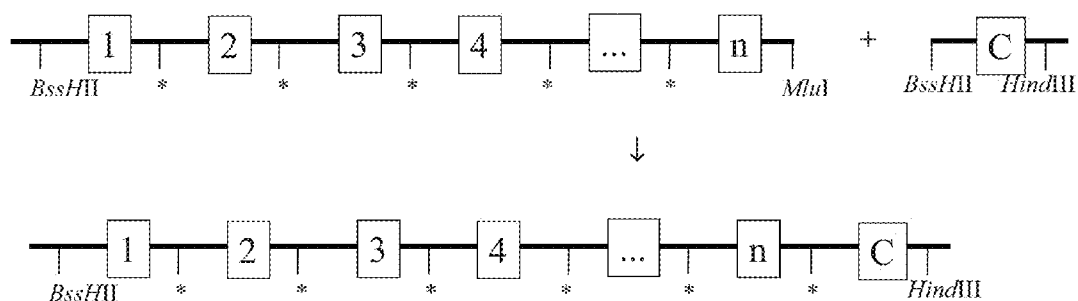 1 2 3 4 ... n + C
BssHII * * * * * MluI BssHII HindIII
↓
1 2 3 4 ... n C
BssHII * * * * * * HindIII